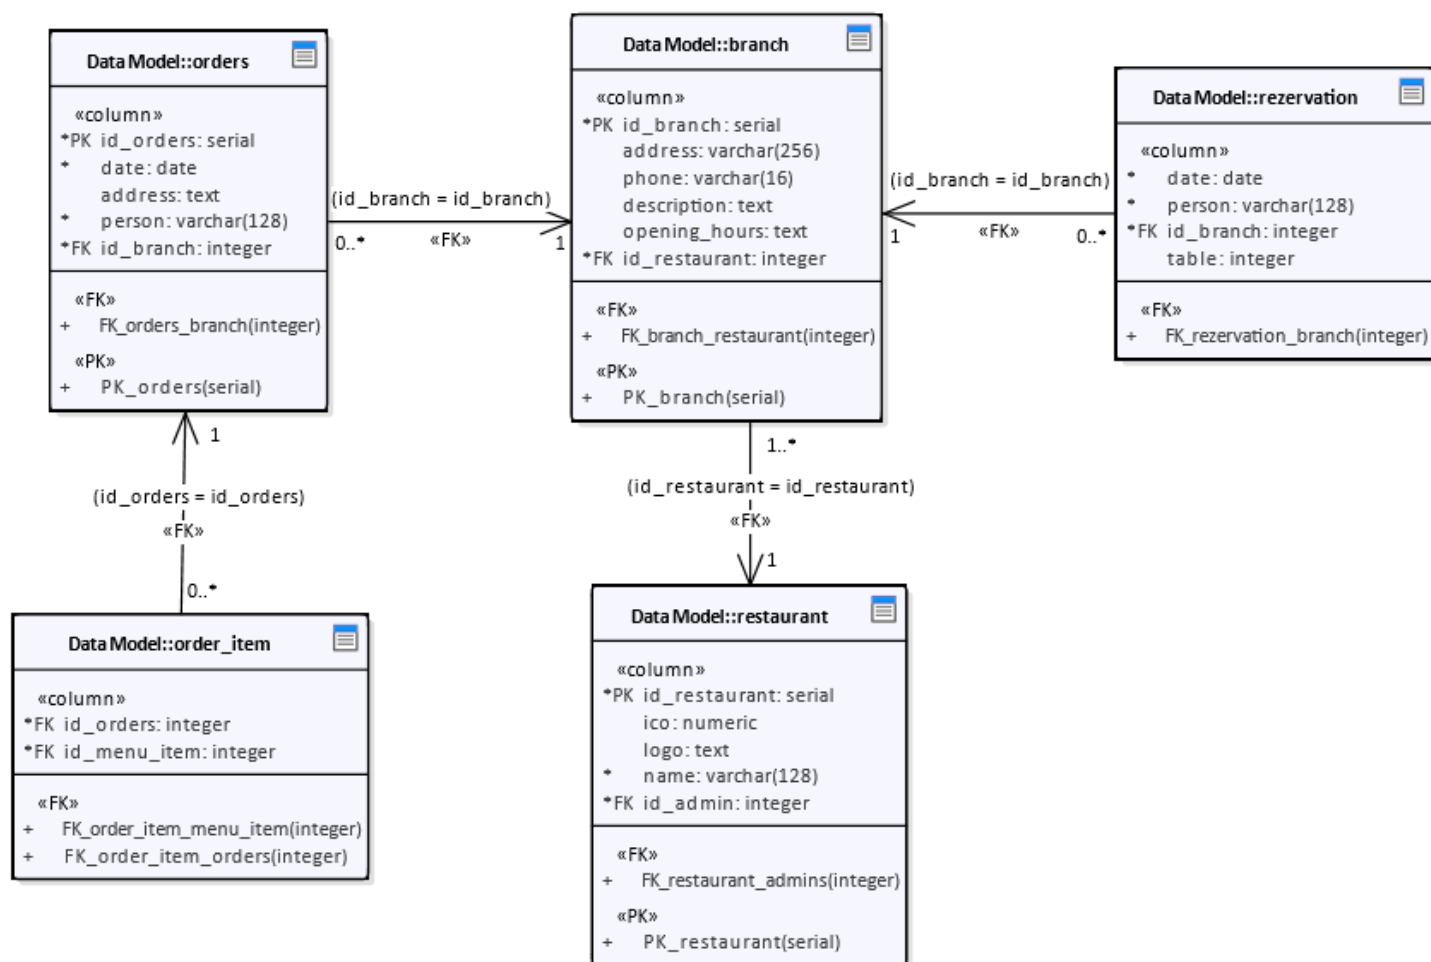 Data Model::orders
«column»
*PK id_orders: serial
* date: date
address: text
* person: varchar(128)
*FK id_branch: integer
«FK»
+ FK_orders_branch(integer)
«PK»
+ PK_orders(serial)
(id_branch = id_branch)
0..*
«FK»
1
Data Model::branch
«column»
*PK id_branch: serial
address: varchar(256)
phone: varchar(16)
description: text
opening_hours: text
*FK id_restaurant: integer
«FK»
+ FK_branch_restaurant(integer)
«PK»
+ PK_branch(serial)
(id_branch = id_branch)
1
«FK»
0..*
Data Model::rezervation
«column»
* date: date
* person: varchar(128)
*FK id_branch: integer
table: integer
«FK»
+ FK_rezervation_branch(integer)
1
(id_orders = id_orders)
«FK»
0..*
1..*
(id_restaurant = id_restaurant)
«FK»
1
Data Model::order_item
«column»
*FK id_orders: integer
*FK id_menu_item: integer
«FK»
+ FK_order_item_menu_item(integer)
+ FK_order_item_orders(integer)
Data Model::restaurant
«column»
*PK id_restaurant: serial
ico: numeric
logo: text
* name: varchar(128)
*FK id_admin: integer
«FK»
+ FK_restaurant_admins(integer)
«PK»
+ PK_restaurant(serial)